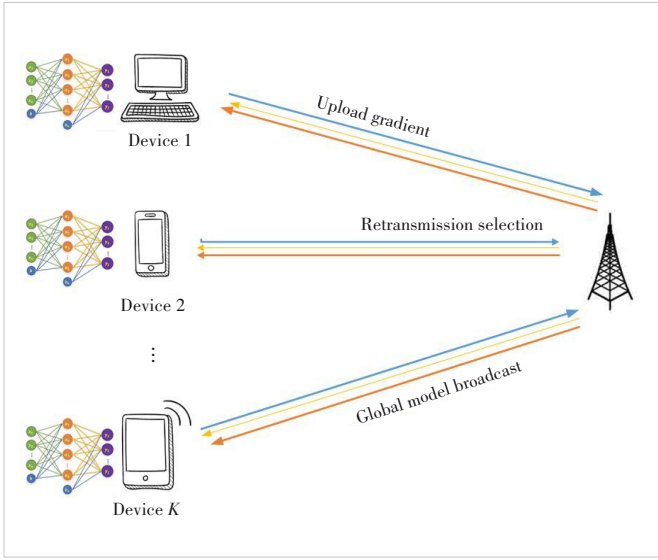 Upload gradient
Device 1
Retransmission selection
Device 2
⋮
Global model broadcast
Device K